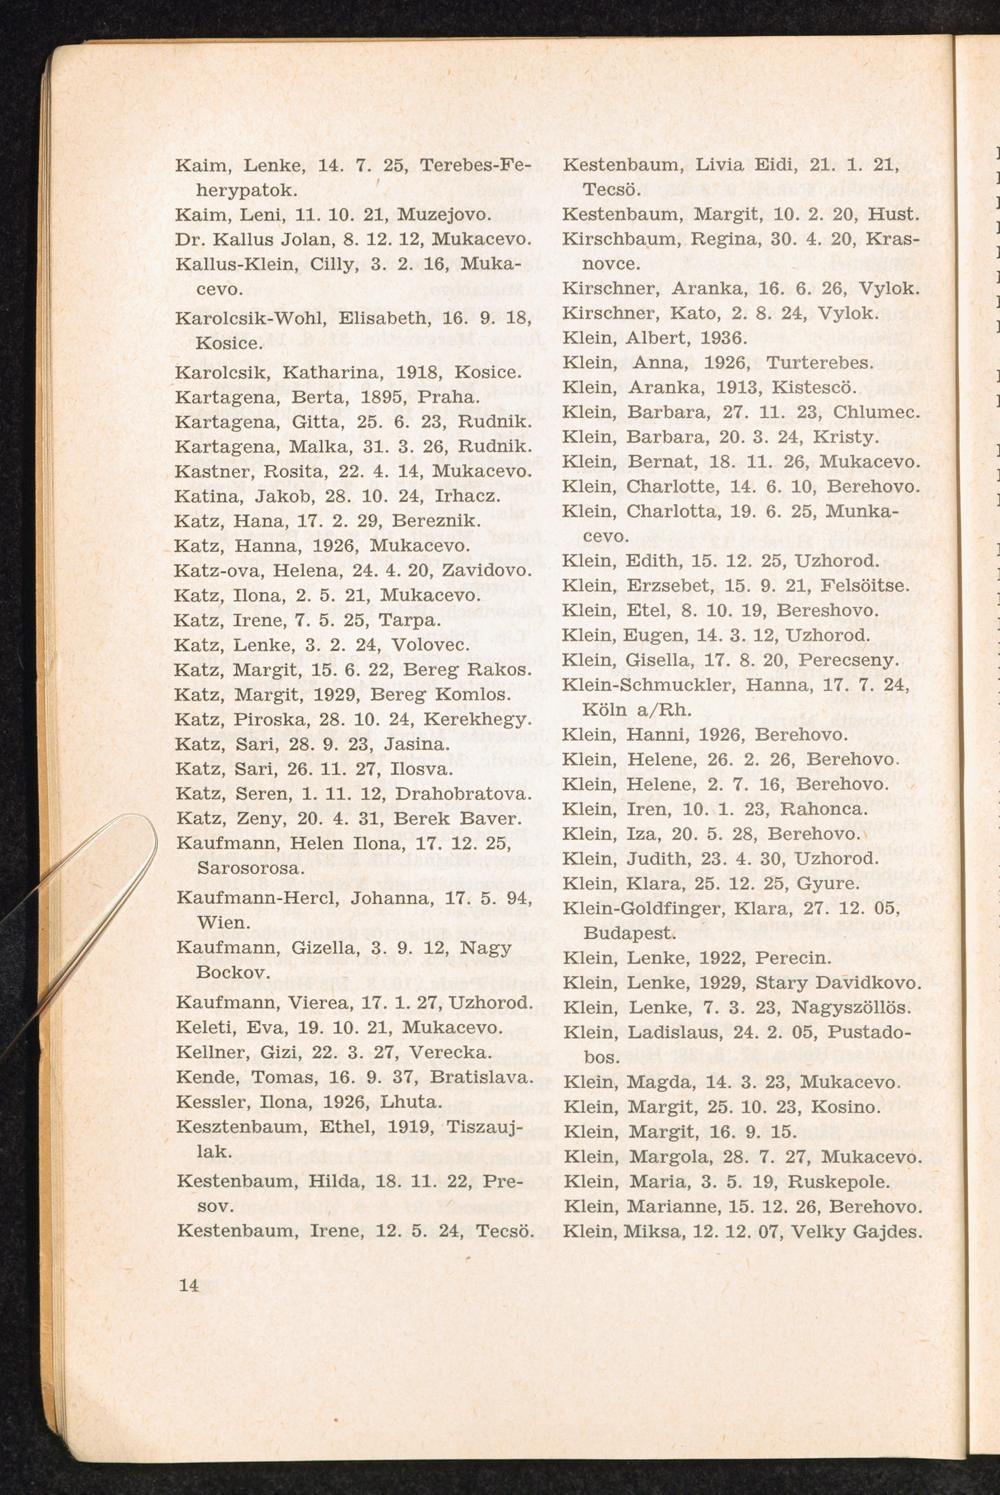 Kaim, Lenke, 14. 7. 25, Terebes-Fe-
herypatok.
Kaim, Leni, 11. 10. 21, Muzejovo.
Dr. Kallus Jolan, 8. 12. 12, Mukacevo.
Kallus-Klein, Cilly, 3. 2. 16, Muka-
cevo.
Karolcsik-Wohl, Elisabeth, 16. 9. 18,
Kosice.
Karolcsik, Katharina, 1918, Kosice.
Kartagena, Berta, 1895, Praha.
Kartagena, Gitta, 25. 6. 23, Rudnik.
Kartagena, Malka, 31. 3. 26, Rudnik.
Kastner, Rosita, 22. 4. 14, Mukacevo.
Katina, Jakob, 28. 10. 24, Irhacz.
Katz, Hana, 17. 2. 29, Bereznik.
Katz, Hanna, 1926, Mukacevo.
Katz-ova, Helena, 24. 4. 20, Zavidovo.
Katz, Ilona, 2. 5. 21, Mukacevo.
Katz, Irene, 7. 5. 25, Tarpa.
Katz, Lenke, 3. 2. 24, Volovec.
Katz, Margit, 15. 6. 22, Bereg Rakos.
Katz, Margit, 1929, Bereg Komlos.
Katz, Piroska, 28. 10. 24, Kerekhegy.
Katz, Sari, 28. 9. 23, Jasina.
Katz, Sari, 26. 11. 27, Ilosva.
Katz, Seren, 1. 11. 12, Drahobratova.
Katz, Zeny, 20. 4. 31, Berek Baver.
Kaufmann, Helen Ilona, 17. 12. 25,
Sarosorosa.
Kaufmann-Hercl, Johanna, 17. 5. 94,
Wien.
Kaufmann, Gizella, 3. 9. 12, Nagy
Bockov.
Kaufmann, Vierea, 17. 1. 27, Uzhorod.
Keleti, Eva, 19. 10. 21, Mukacevo.
Kellner, Gizi, 22. 3. 27, Verecka.
Kende, Tomas, 16. 9. 37, Bratislava.
Kessler, Ilona, 1926, Lhuta.
Kesztenbaum, Ethel, 1919, Tiszauj-
lak.
Kestenbaum, Hilda, 18. 11. 22, Pre-
sov.
Kestenbaum, Irene, 12. 5. 24, Tecsö.
Kestenbaum, Livia Eidi, 21. 1. 21,
Tecsö.
Kestenbaum, Margit, 10. 2. 20, Hust.
Kirschbaum, Regina, 30. 4. 20, Kras-
novce.
Kirschner, Aranka, 16. 6. 26, Vylok.
Kirschner, Kato, 2. 8. 24, Vylok.
Klein, Albert, 1936.
Klein, Anna, 1926, Turterebes.
Klein, Aranka, 1913, Kistescö.
Klein, Barbara, 27. 11. 23, Chlumec.
Klein, Barbara, 20. 3. 24, Kristy.
Klein, Bernat, 18. 11. 26, Mukacevo.
Klein, Charlotte, 14. 6. 10, Berehovo.
Klein, Charlotta, 19. 6. 25, Munka-
cevo.
Klein, Edith, 15. 12. 25, Uzhorod.
Klein, Erzsebet, 15. 9. 21, Felsöitse.
Klein, Etel, 8. 10. 19, Bereshovo.
Klein, Eugen, 14. 3. 12, Uzhorod.
Klein, Gisella, 17. 8. 20, Perecseny.
Klein-Schmuckler, Hanna, 17. 7. 24,
Köln a/Rh.
Klein, Hanni, 1926, Berehovo.
Klein, Helene, 26. 2. 26, Berehovo.
Klein, Helene, 2. 7. 16, Berehovo.
Klein, Iren, 10. 1. 23, Rahonca.
Klein, Iza, 20. 5. 28, Berehovo.
Klein, Judith, 23. 4. 30, Uzhorod.
Klein, Klara, 25. 12. 25, Gyure.
Klein-Goldfinger, Klara, 27. 12. 05,
Budapest.
Klein, Lenke, 1922, Perecin.
Klein, Lenke, 1929, Stary Davidkovo.
Klein, Lenke, 7. 3. 23, Nagyszöllös.
Klein, Ladislaus, 24. 2. 05, Pustado-
bos.
Klein, Magda, 14. 3. 23, Mukacevo.
Klein, Margit, 25. 10. 23, Kosino.
Klein, Margit, 16. 9. 15.
Klein, Margola, 28. 7. 27, Mukacevo.
Klein, Maria, 3. 5. 19, Ruskepole.
Klein, Marianne, 15. 12. 26, Berehovo.
Klein, Miksa, 12. 12. 07, Velky Gajdes.
14